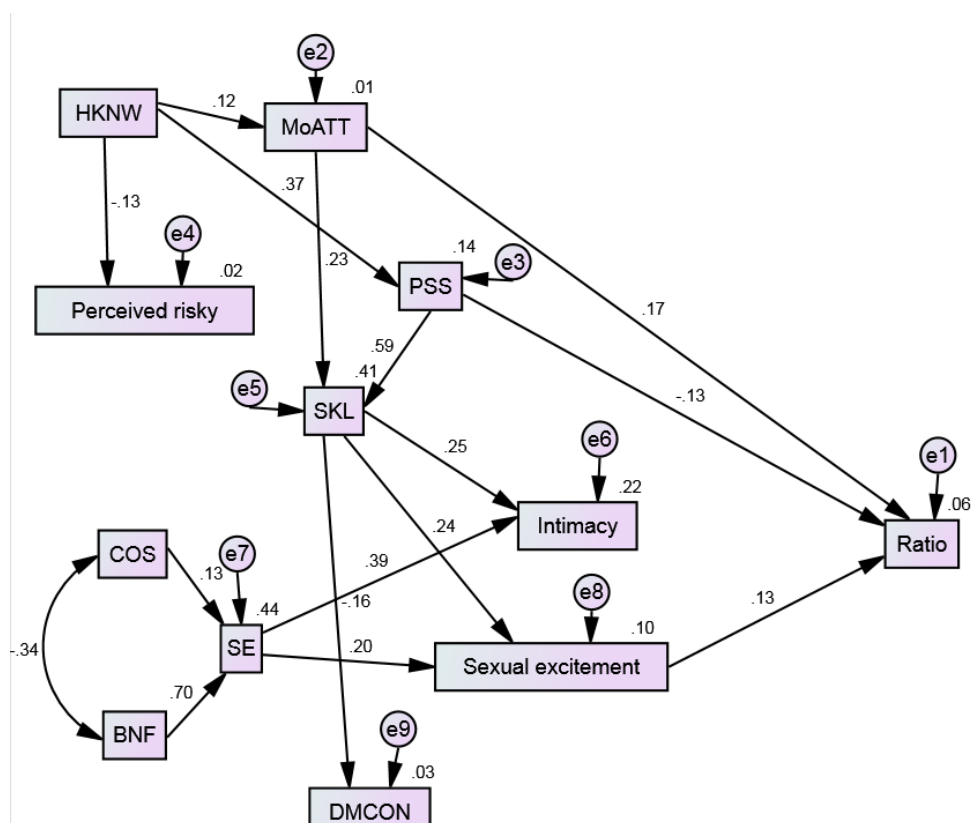 e2
.01
HKNW
.12
MoATT
.37
-.13
e4
.02
Perceived risky
.23
.14
e3
PSS
.17
.59
.41
e5
SKL
-.13
.25
e6
.22
Intimacy
e1
.06
Ratio
.24
COS
.13
e7
.39
.44
-.16
e8
.13
-.34
SE
.20
.10
Sexual excitement
.70
BNF
e9
.03
DMCON